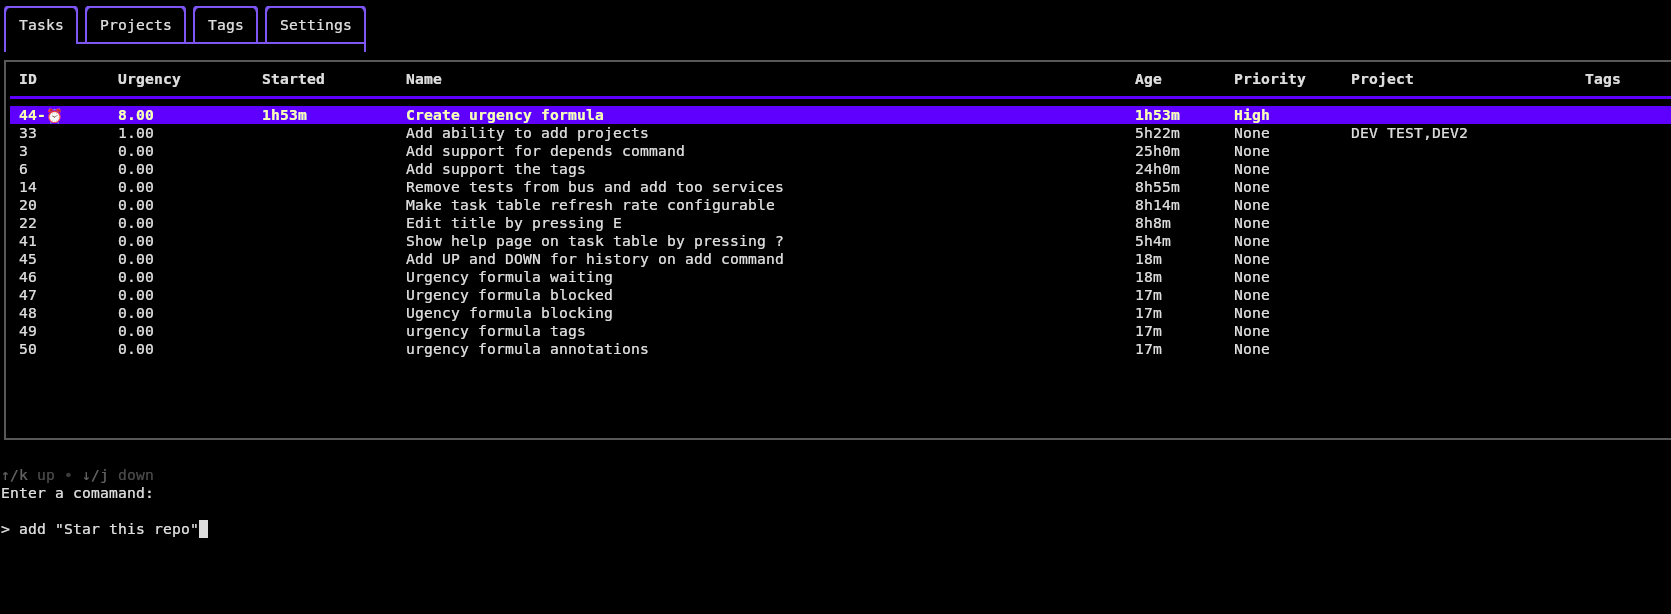 Tasks Projects Tags Settings
ID Urgency Started Name Age Priority Project Tags
44-⏰ 8.00 1h53m Create urgency formula 1h53m High
33 1.00 Add ability to add projects 5h22m None DEV TEST,DEV2
3 0.00 Add support for depends command 25h0m None
6 0.00 Add support the tags 24h0m None
14 0.00 Remove tests from bus and add too services 8h55m None
20 0.00 Make task table refresh rate configurable 8h14m None
22 0.00 Edit title by pressing E 8h8m None
41 0.00 Show help page on task table by pressing ? 5h4m None
45 0.00 Add UP and DOWN for history on add command 18m None
46 0.00 Urgency formula waiting 18m None
47 0.00 Urgency formula blocked 17m None
48 0.00 Ugency formula blocking 17m None
49 0.00 urgency formula tags 17m None
50 0.00 urgency formula annotations 17m None
↑/k up • ↓/j down
Enter a comamand:
> add "Star this repo"